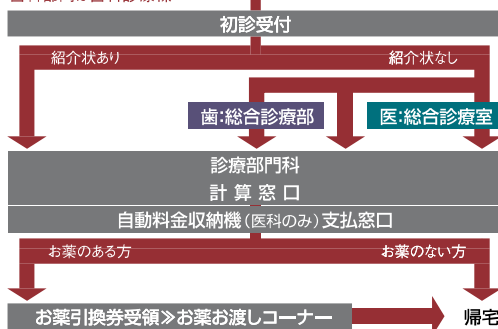 初診受付
紹介状あり 紹介状なし
歯:総合診療部 医:総合診療室
診療部門科
計算窓口
自動料金収納機(医科のみ)支払窓口
お薬のある方 お薬のない方
お薬引換券受領≫お薬お渡しコーナー 帰宅